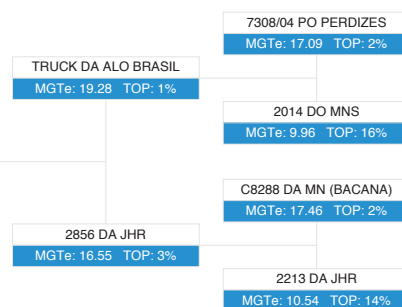 7308/04 PO PERDIZES
MGTe: 17.09 TOP: 2%
TRUCK DA ALO BRASIL
MGTe: 19.28 TOP: 1%
2014 DO MNS
MGTe: 9.96 TOP: 16%
C8288 DA MN (BACANA)
MGTe: 17.46 TOP: 2%
2856 DA JHR
MGTe: 16.55 TOP: 3%
2213 DA JHR
MGTe: 10.54 TOP: 14%